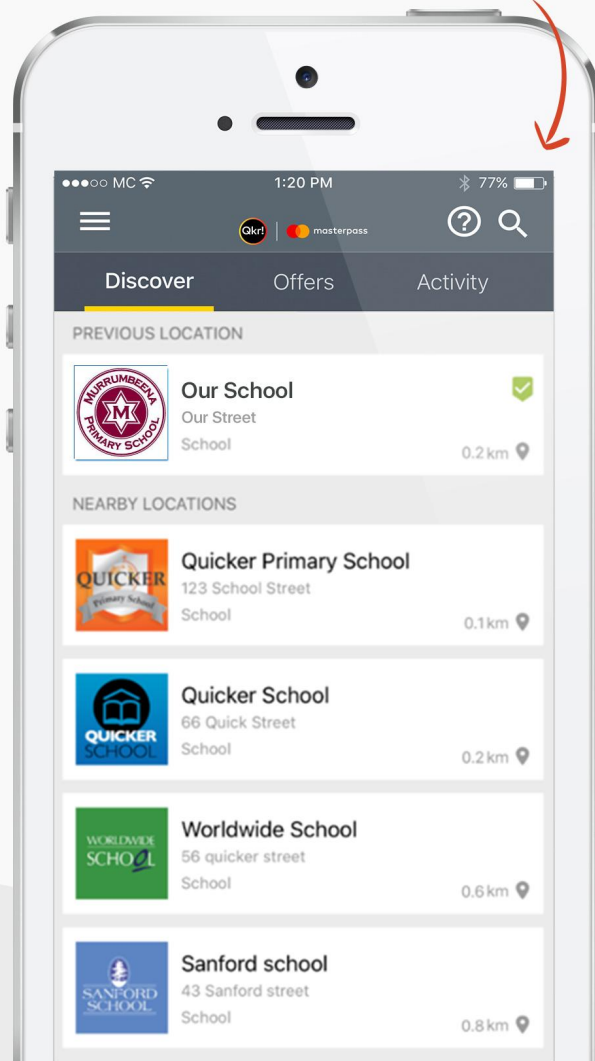 MC
1:20 PM
77%
Qkr!
masterpass
Discover
Offers
Activity
PREVIOUS LOCATION
MURRUMBEENA
M
PRIMARY SCHOOL
Our School
Our Street
School
0.2 km
NEARBY LOCATIONS
QUICKER
Primary School
Quicker Primary School
123 School Street
School
0.1 km
QUICKER
SCHOOL
Quicker School
66 Quick Street
School
0.2 km
WORLDWIDE
SCHOOL
Worldwide School
56 quicker street
School
0.6 km
SANFORD
SCHOOL
Sanford school
43 Sanford street
School
0.8 km